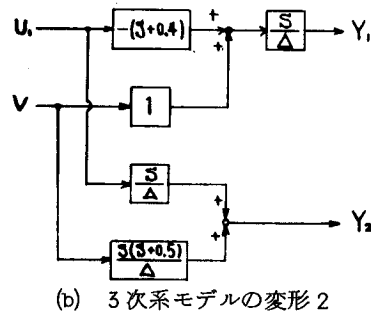 U₁
-(S+0.4)
+
+
S/Δ
Y₁
V
1
S/Δ
+
+
Y₂
S(S+0.5)/Δ
(b) 3次系モデルの変形2